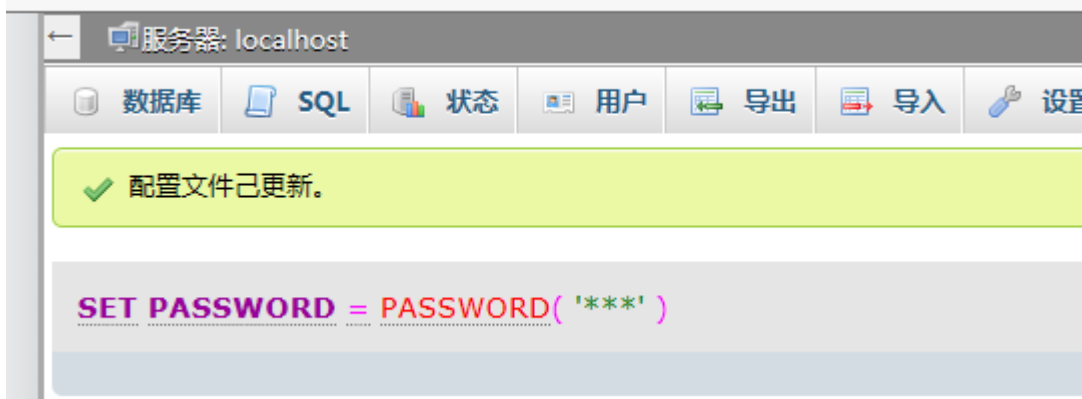 ← 服务器: localhost
数据库 SQL 状态 用户 导出 导入 设置
配置文件己更新。
SET PASSWORD = PASSWORD( '***' )